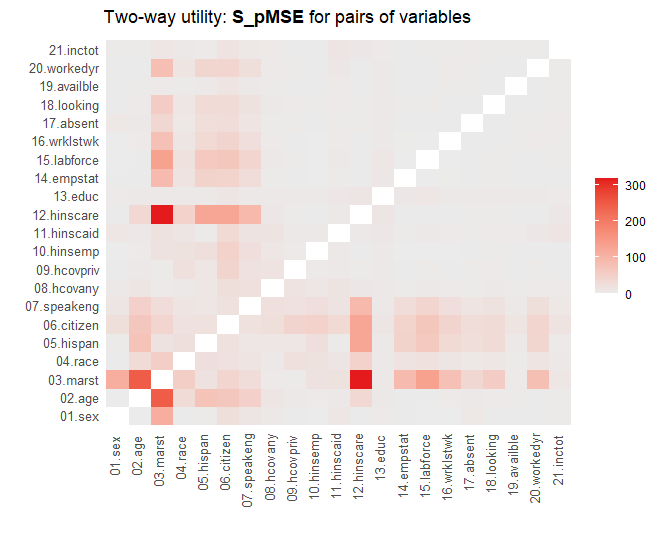 Two-way utility: S_pMSE for pairs of variables
21.inctot
20.workedyr
19.availble
18.looking
17.absent
16.wrklstwk
15.labforce
14.empstat
13.educ
12.hinscare
11.hinscaid
10.hinsemp
09.hcovpriv
08.hcovany
07.speakeng
06.citizen
05.hispan
04.race
03.marst
02.age
01.sex
300
200
100
0
01.sex
02.age
03.marst
04.race
05.hispan
06.citizen
07.speakeng
08.hcovany
09.hcovpriv
10.hinsemp
11.hinscaid
12.hinscare
13.educ
14.empstat
15.labforce
16.wrklstwk
17.absent
18.looking
19.availble
20.workedyr
21.inctot